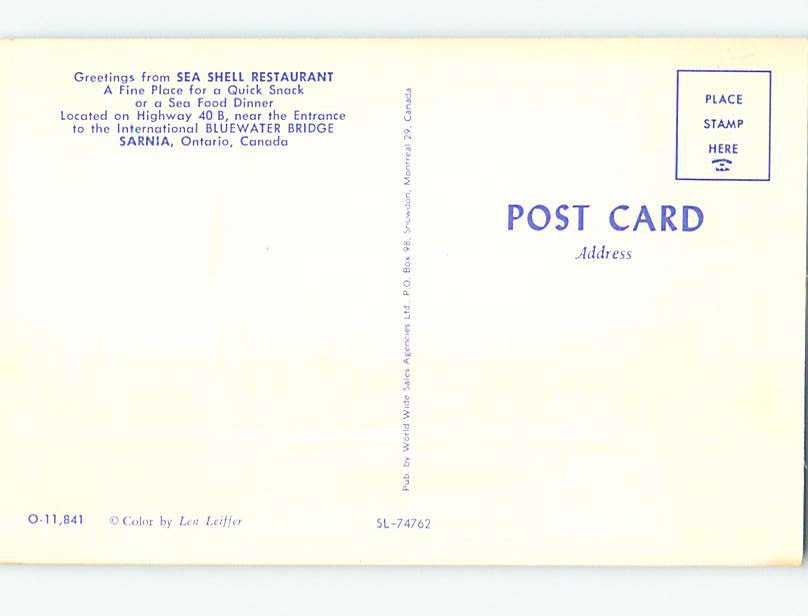 Greetings from SEA SHELL RESTAURANT
A Fine Place for a Quick Snack
or a Sea Food Dinner
Located on Highway 40 B, near the Entrance
to the International BLUEWATER BRIDGE
SARNIA, Ontario, Canada
Pub. by World Wide Sales Agencies Ltd., P.O. Box 98, Snowdon, Montreal 29, Canada
PLACE
STAMP
HERE
POST CARD
Address
O-11,841 © Color by Len Leiffer
SL-74762